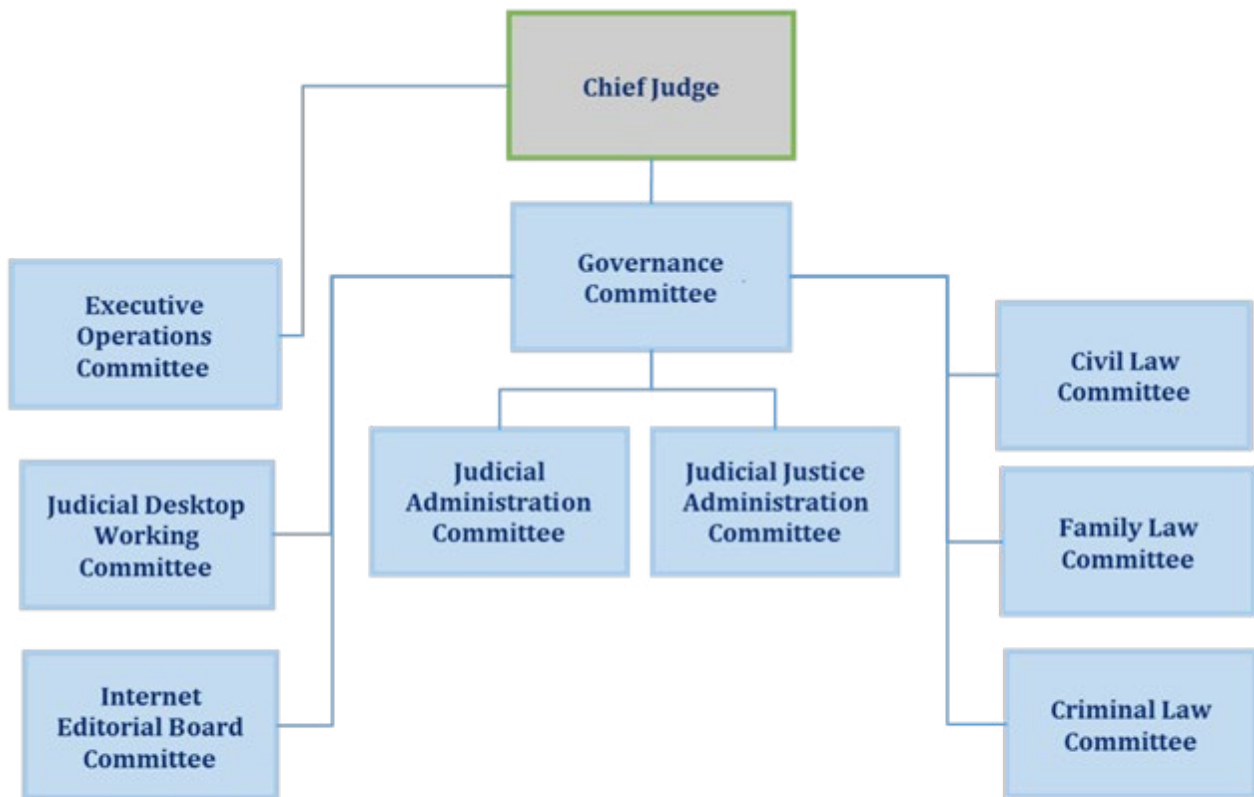 Chief Judge
Governance
Committee
Executive
Operations
Committee
Civil Law
Committee
Judicial
Administration
Committee
Judicial Justice
Administration
Committee
Judicial Desktop
Working
Committee
Family Law
Committee
Internet
Editorial Board
Committee
Criminal Law
Committee